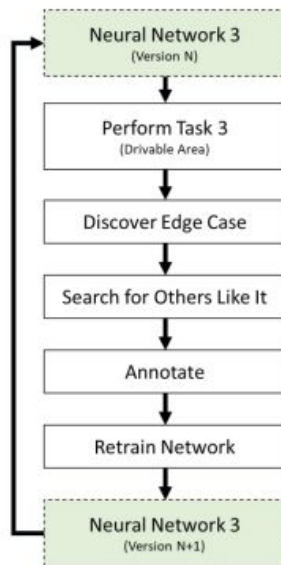 Neural Network 3
(Version N)
Perform Task 3
(Drivable Area)
Discover Edge Case
Search for Others Like It
Annotate
Retrain Network
Neural Network 3
(Version N+1)